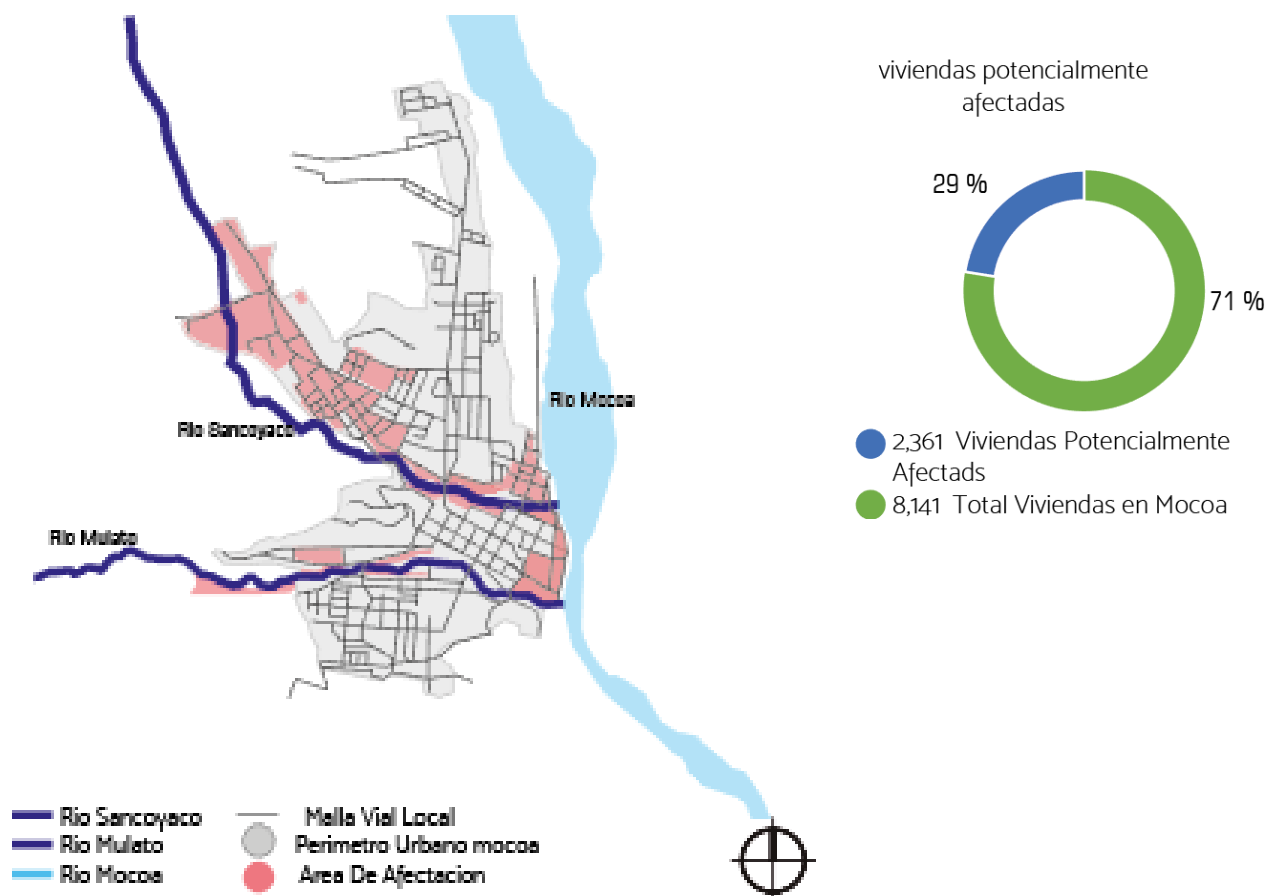 viviendas potencialmente
afectadas
29 %
71 %
2,361 Viviendas Potencialmente
Afectads
8,141 Total Viviendas en Mocoa
Rio Mocoa
Rio Sancoyaco
Rio Mulato
Rio Sancoyaco
Rio Mulato
Rio Mocoa
Malla Vial Local
Perimetro Urbano mocoa
Area De Afectacion